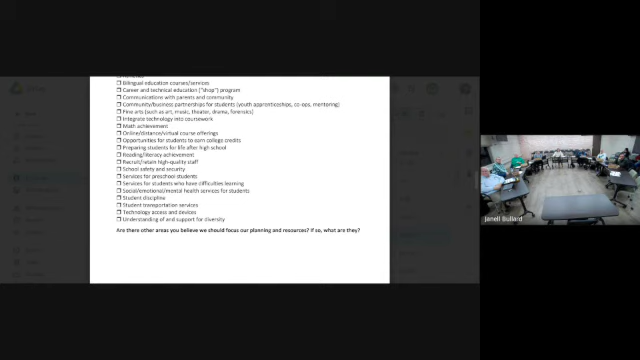 ❒ Bilingual education courses/services
❒ Career and technical education ("shop") program
❒ Communications with parents and community
❒ Community/business partnerships for students (youth apprenticeships, co-ops, mentoring)
❒ Fine arts (such as art, music, theater, drama, forensics)
❒ Integrate technology into coursework
❒ Math achievement
❒ Online/distance/virtual course offerings
❒ Opportunities for students to earn college credits
❒ Preparing students for life after high school
❒ Reading/literacy achievement
❒ Recruit/retain high-quality staff
❒ School safety and security
❒ Services for preschool students
❒ Services for students who have difficulties learning
❒ Social/emotional/mental health services for students
❒ Student discipline
❒ Student transportation services
❒ Technology access and devices
❒ Understanding of and support for diversity
Are there other areas you believe we should focus our planning and resources? If so, what are they?
Janell Bullard